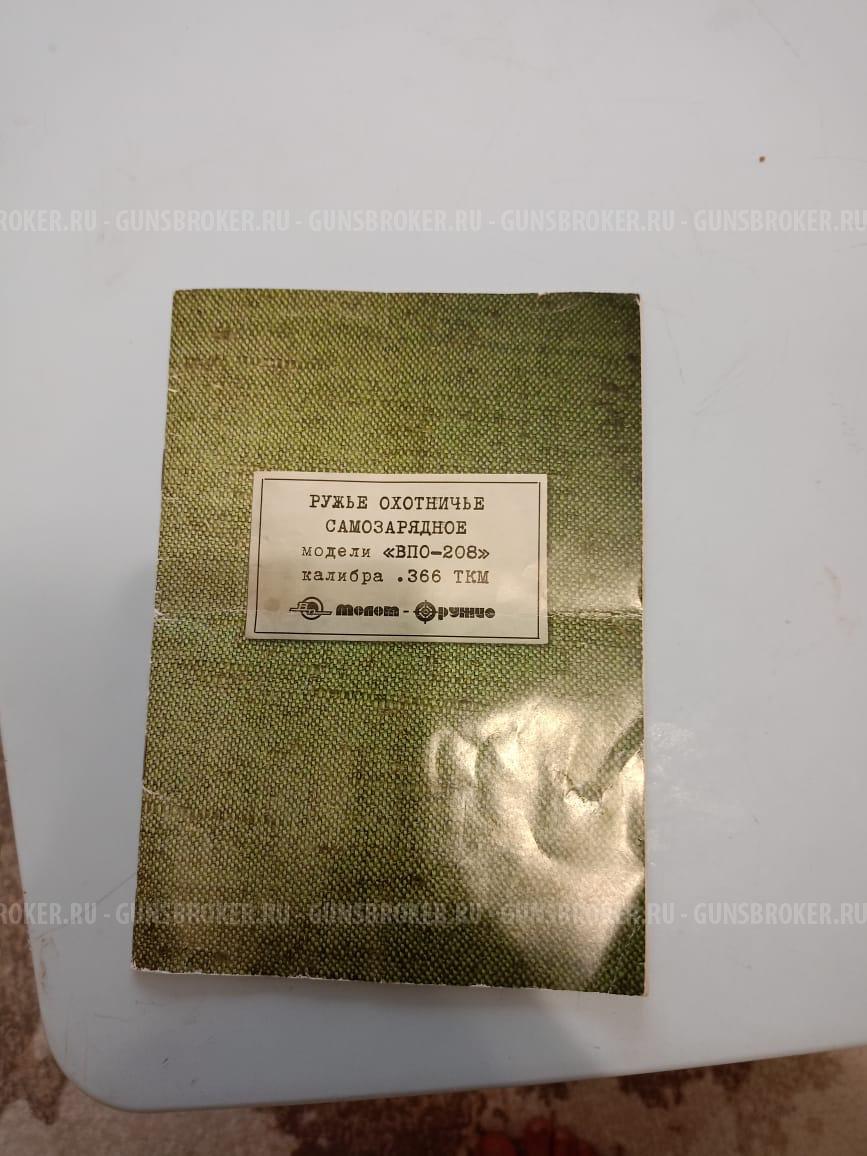 ROKER.RU - GUNSBROKER.RU - GUNSBROKER.RU - GUNSBROKER.RU - GUNSBROKER.RU
РУЖЬЕ ОХОТНИЧЬЕ
САМОЗАРЯДНОЕ
модели «ВПО-208»
калибра .366 ТКМ
ВП Молот - Оружие
ROKER.RU - GUNSBROKER.RU - GUNSBROKER.RU - GUNSBROKER.RU - GUNSBROKER.RU